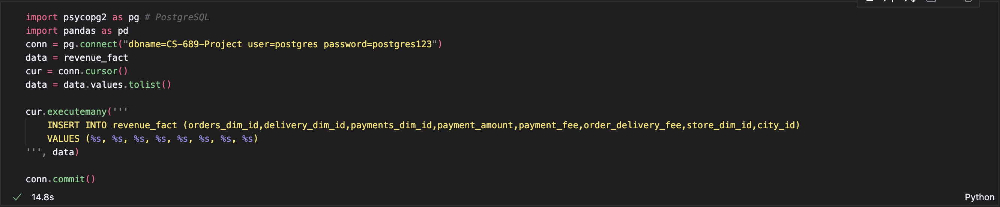 import psycopg2 as pg # PostgreSQL
import pandas as pd
conn = pg.connect("dbname=CS-689-Project user=postgres password=postgres123")
data = revenue_fact
cur = conn.cursor()
data = data.values.tolist()
cur.executemany('''
INSERT INTO revenue_fact (orders_dim_id,delivery_dim_id,payments_dim_id,payment_amount,payment_fee,order_delivery_fee,store_dim_id,city_id)
VALUES (%s, %s, %s, %s, %s, %s, %s, %s)
''', data)
conn.commit()
14.8s
Python